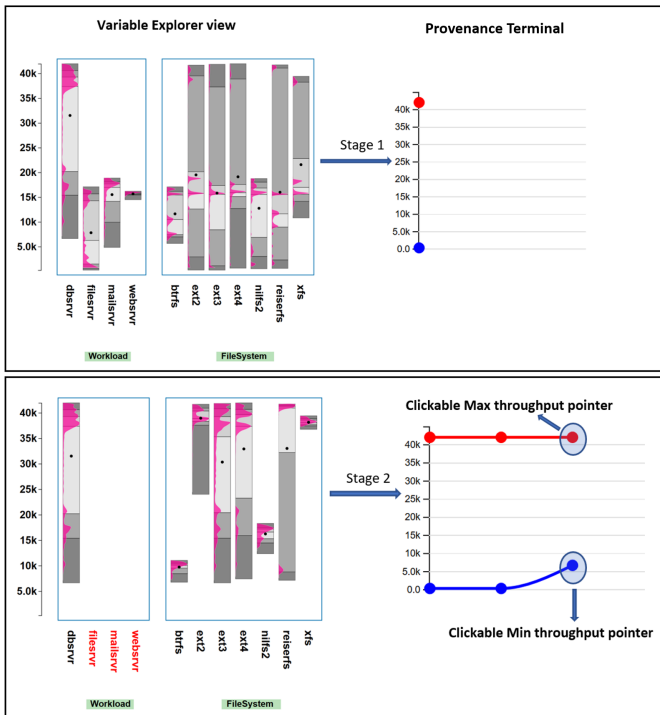 Variable Explorer view
Provenance Terminal
40k
35k
30k
25k
20k
15k
10k
5.0k
dbsrvr
filesrvr
mailsrvr
websrvr
Workload
btrfs
ext2
ext3
ext4
nilfs2
reiserfs
xfs
FileSystem
Stage 1
40k
35k
30k
25k
20k
15k
10k
5.0k
0.0
40k
35k
30k
25k
20k
15k
10k
5.0k
dbsrvr
filesrvr
mailsrvr
websrvr
Workload
btrfs
ext2
ext3
ext4
nilfs2
reiserfs
xfs
FileSystem
Stage 2
Clickable Max throughput pointer
40k
35k
30k
25k
20k
15k
10k
5.0k
0.0
Clickable Min throughput pointer